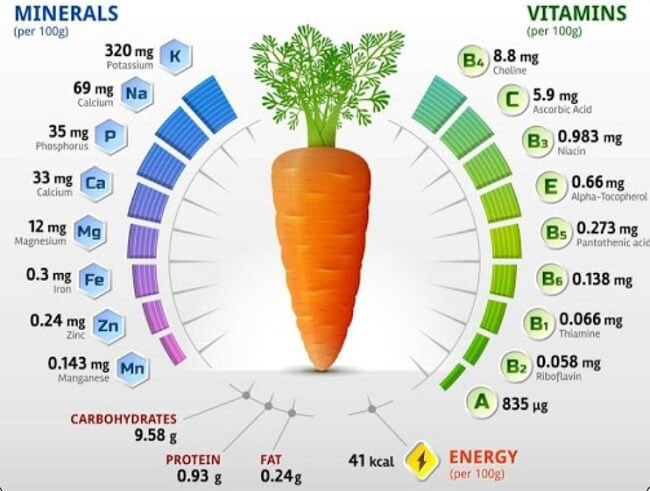 MINERALS
(per 100g)
320 mg
Potassium
K
69 mg
Calcium
Na
35 mg
Phosphorus
P
33 mg
Calcium
Ca
12 mg
Magnesium
Mg
0.3 mg
Iron
Fe
0.24 mg
Zinc
Zn
0.143 mg
Manganese
Mn
VITAMINS
(per 100g)
B4
8.8 mg
Choline
C
5.9 mg
Ascorbic Acid
B3
0.983 mg
Niacin
E
0.66 mg
Alpha-Tocopherol
B5
0.273 mg
Pantothenic acid
B6
0.138 mg
B1
0.066 mg
Thiamine
B2
0.058 mg
Riboflavin
A
835 µg
CARBOHYDRATES
9.58 g
PROTEIN
0.93 g
FAT
0.24g
41 kcal
ENERGY
(per 100g)